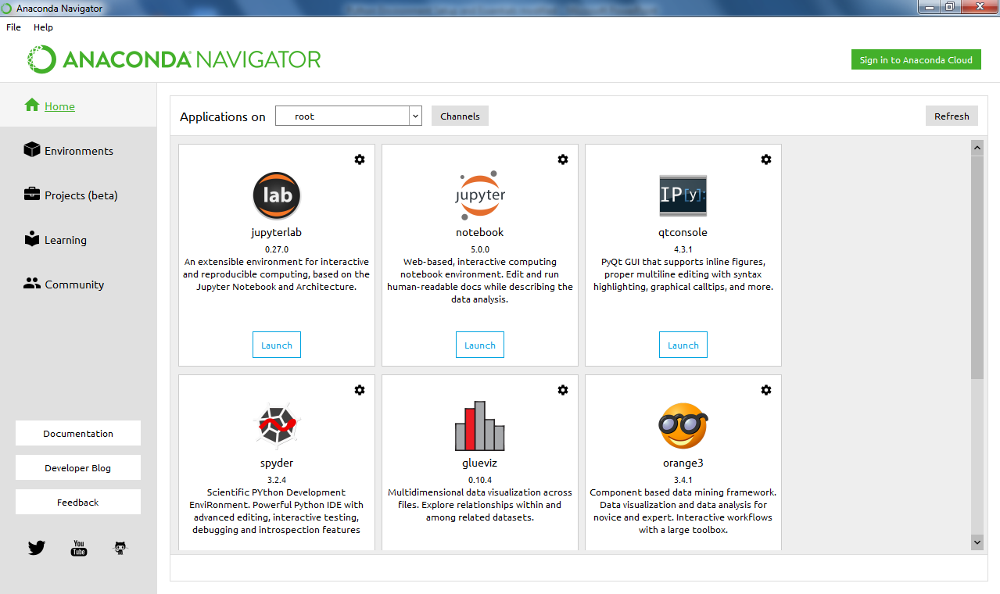 Anaconda Navigator
File Help
ANACONDA NAVIGATOR
Sign in to Anaconda Cloud
Home
Environments
Projects (beta)
Learning
Community
Documentation
Developer Blog
Feedback
You
Tube
Applications on root Channels Refresh
lab
jupyterlab
0.27.0
An extensible environment for interactive
and reproducible computing, based on the
Jupyter Notebook and Architecture.
Launch
jupyter
notebook
5.0.0
Web-based, interactive computing
notebook environment. Edit and run
human-readable docs while describing the
data analysis.
Launch
IP[y]:
qtconsole
4.3.1
PyQt GUI that supports inline figures,
proper multiline editing with syntax
highlighting, graphical calltips, and more.
Launch
spyder
3.2.4
Scientific PYthon Development
EnviRonment. Powerful Python IDE with
advanced editing, interactive testing,
debugging and introspection features
glueviz
0.10.4
Multidimensional data visualization across
files. Explore relationships within and
among related datasets.
orange3
3.4.1
Component based data mining framework.
Data visualization and data analysis for
novice and expert. Interactive workflows
with a large toolbox.